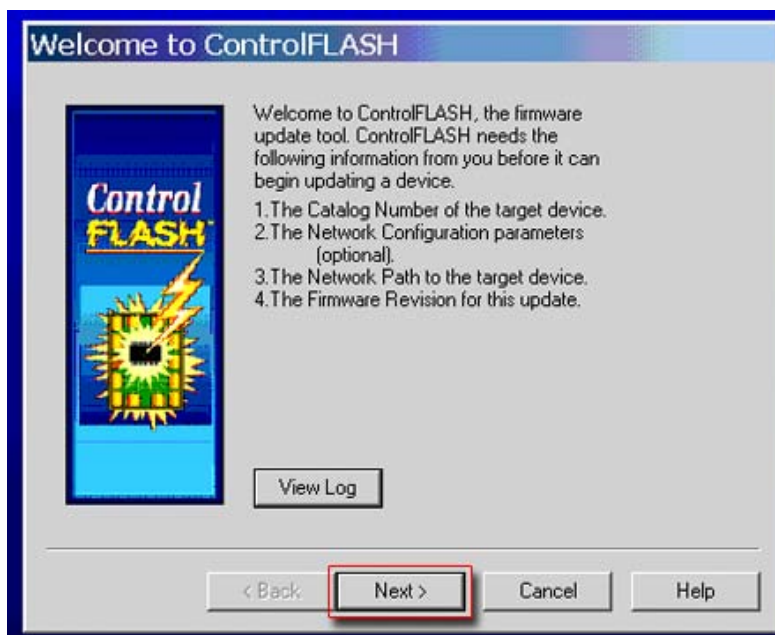 Welcome to ControlFLASH
Control
FLASH
Welcome to ControlFLASH, the firmware
update tool. ControlFLASH needs the
following information from you before it can
begin updating a device.
1.The Catalog Number of the target device.
2.The Network Configuration parameters
(optional).
3.The Network Path to the target device.
4.The Firmware Revision for this update.
View Log
< Back
Next >
Cancel
Help